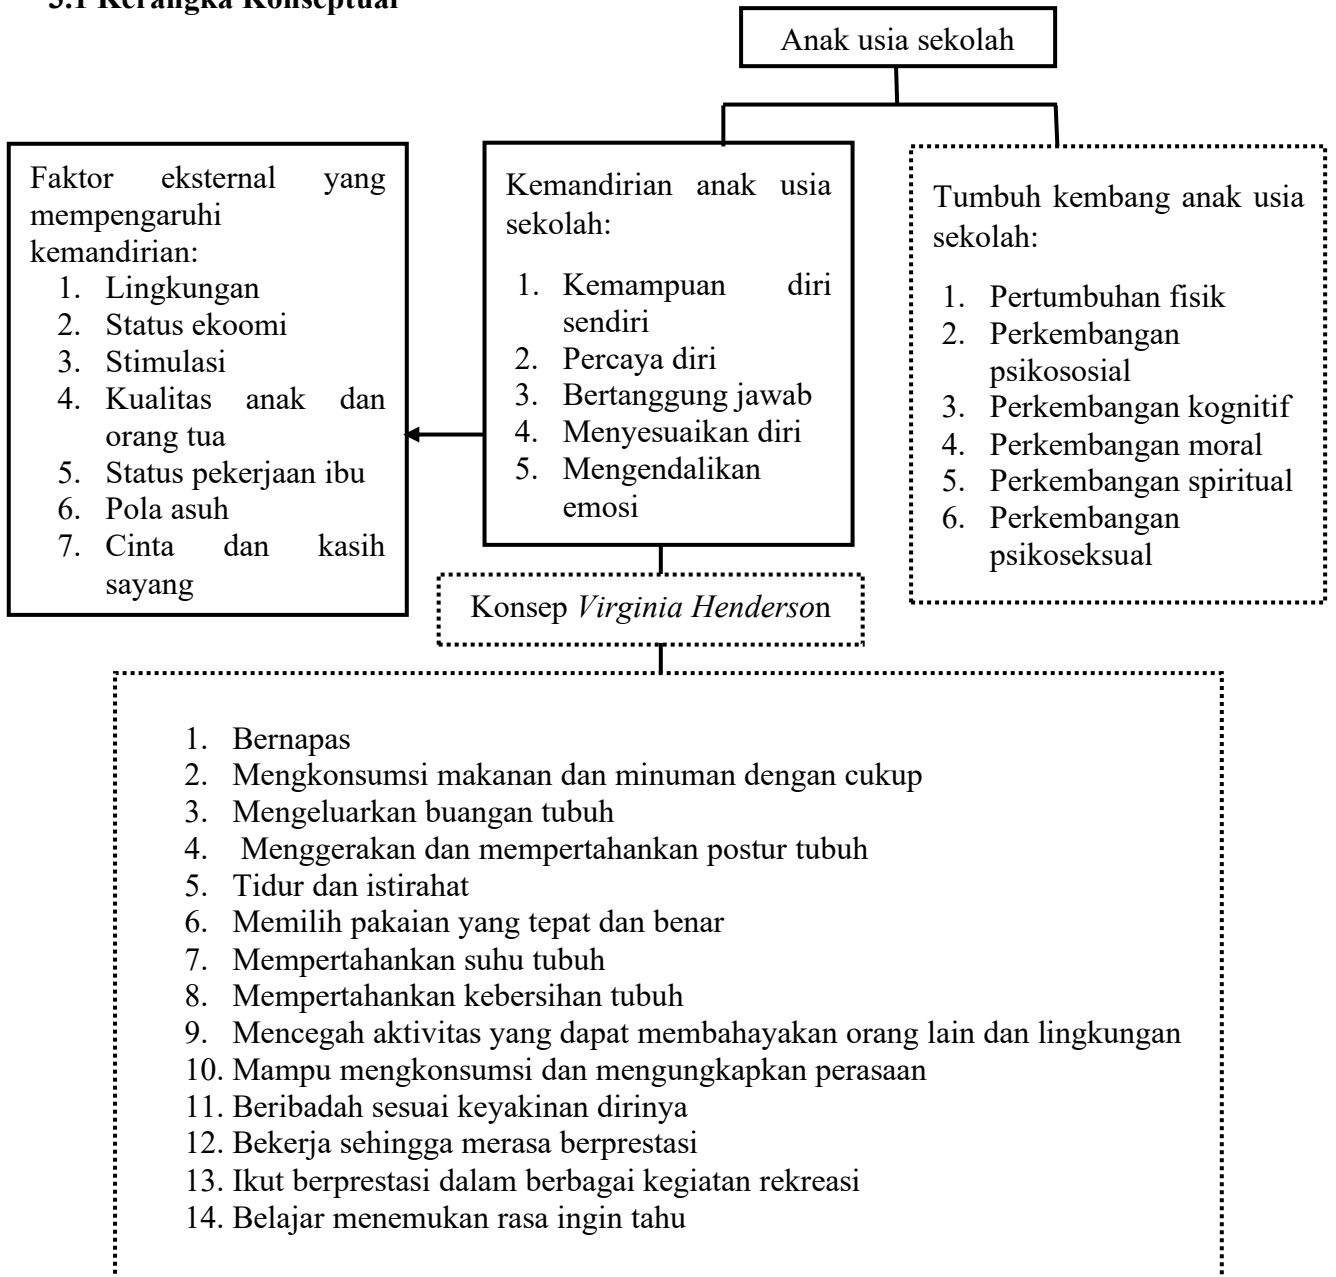 3.1 Kerangka Konseptual
Anak usia sekolah
Faktor eksternal yang
mempengaruhi
kemandirian:
1. Lingkungan
2. Status ekoomi
3. Stimulasi
4. Kualitas anak dan
orang tua
5. Status pekerjaan ibu
6. Pola asuh
7. Cinta dan kasih
sayang
Kemandirian anak usia
sekolah:
1. Kemampuan diri
sendiri
2. Percaya diri
3. Bertanggung jawab
4. Menyesuaikan diri
5. Mengendalikan
emosi
Tumbuh kembang anak usia
sekolah:
1. Pertumbuhan fisik
2. Perkembangan
psikososial
3. Perkembangan kognitif
4. Perkembangan moral
5. Perkembangan spiritual
6. Perkembangan
psikoseksual
Konsep Virginia Henderson
1. Bernapas
2. Mengkonsumsi makanan dan minuman dengan cukup
3. Mengeluarkan buangan tubuh
4. Menggerakan dan mempertahankan postur tubuh
5. Tidur dan istirahat
6. Memilih pakaian yang tepat dan benar
7. Mempertahankan suhu tubuh
8. Mempertahankan kebersihan tubuh
9. Mencegah aktivitas yang dapat membahayakan orang lain dan lingkungan
10. Mampu mengkonsumsi dan mengungkapkan perasaan
11. Beribadah sesuai keyakinan dirinya
12. Bekerja sehingga merasa berprestasi
13. Ikut berprestasi dalam berbagai kegiatan rekreasi
14. Belajar menemukan rasa ingin tahu